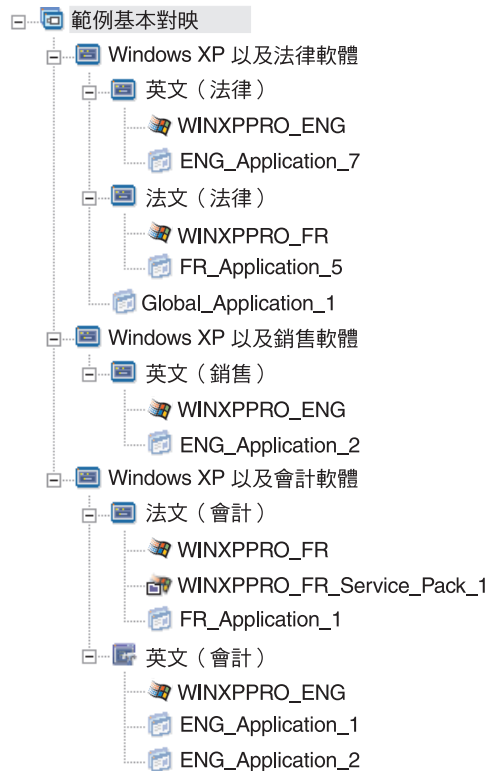 範例基本對映
Windows XP 以及法律軟體
英文（法律）
WINXPPRO_ENG
ENG_Application_7
法文（法律）
WINXPPRO_FR
FR_Application_5
Global_Application_1
Windows XP 以及銷售軟體
英文（銷售）
WINXPPRO_ENG
ENG_Application_2
Windows XP 以及會計軟體
法文（會計）
WINXPPRO_FR
WINXPPRO_FR_Service_Pack_1
FR_Application_1
英文（會計）
WINXPPRO_ENG
ENG_Application_1
ENG_Application_2